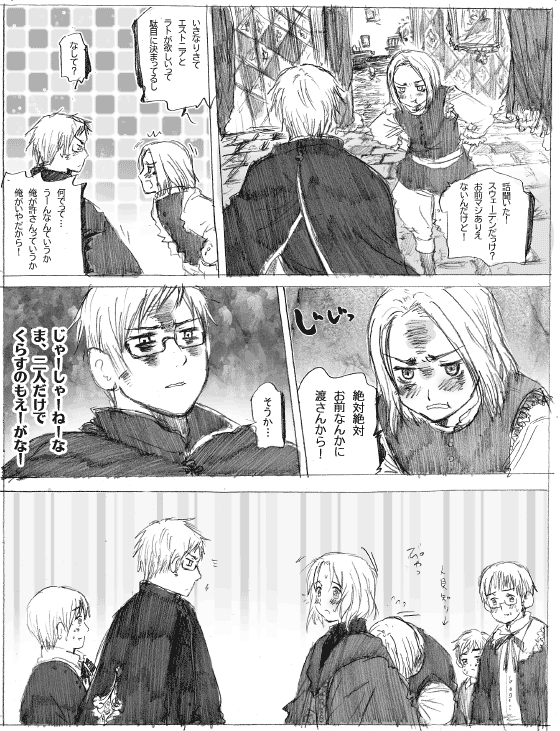 話聞いた！
スウェーデンだっけ？
お前マジありえ
ないんだけど！
いきなりきて
エストニアと
ラトが欲しいって
駄目に決まってるし
なして？
何でって…
うーんなんていうか
俺が許さんっていうか
俺がいやだから！
じじっ
絶対絶対
お前なんかに
渡さんから！
そうか…
じゃーしゃーねーな
ま、二人だけで
くらすのもえーがなー
ぴゃっ
人見知り